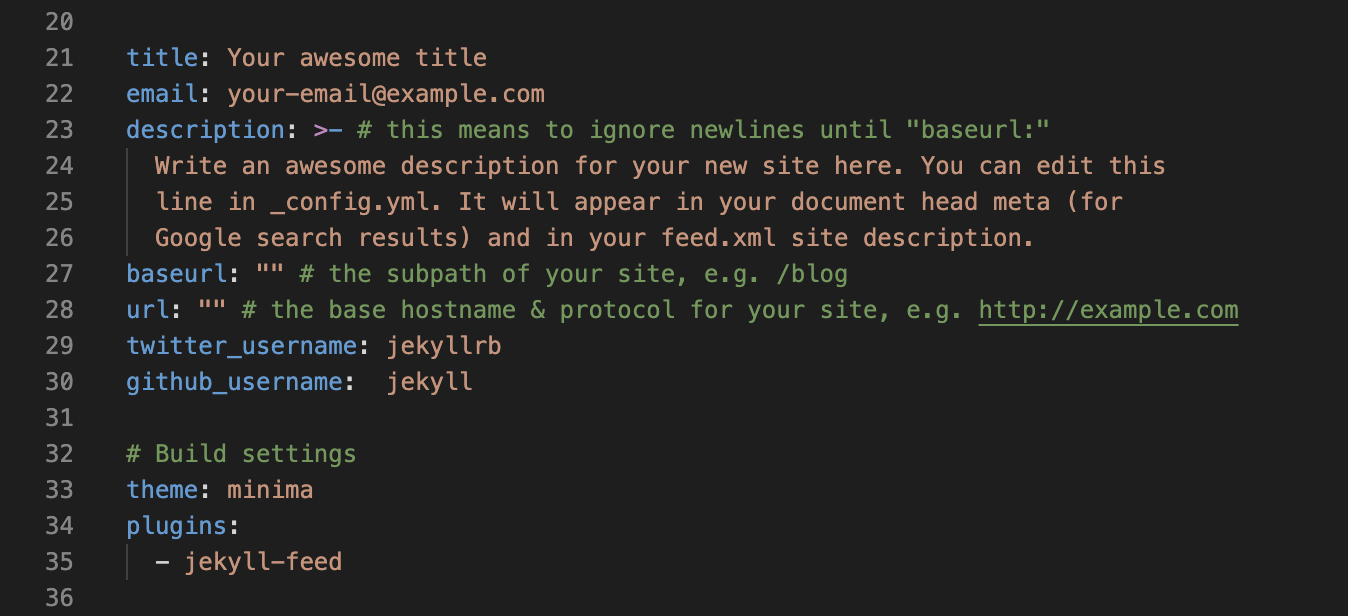 20
21 title: Your awesome title
22 email: your-email@example.com
23 description: >- # this means to ignore newlines until "baseurl:"
24   Write an awesome description for your new site here. You can edit this
25   line in _config.yml. It will appear in your document head meta (for
26   Google search results) and in your feed.xml site description.
27 baseurl: "" # the subpath of your site, e.g. /blog
28 url: "" # the base hostname & protocol for your site, e.g. http://example.com
29 twitter_username: jekyllrb
30 github_username:  jekyll
31
32 # Build settings
33 theme: minima
34 plugins:
35   - jekyll-feed
36